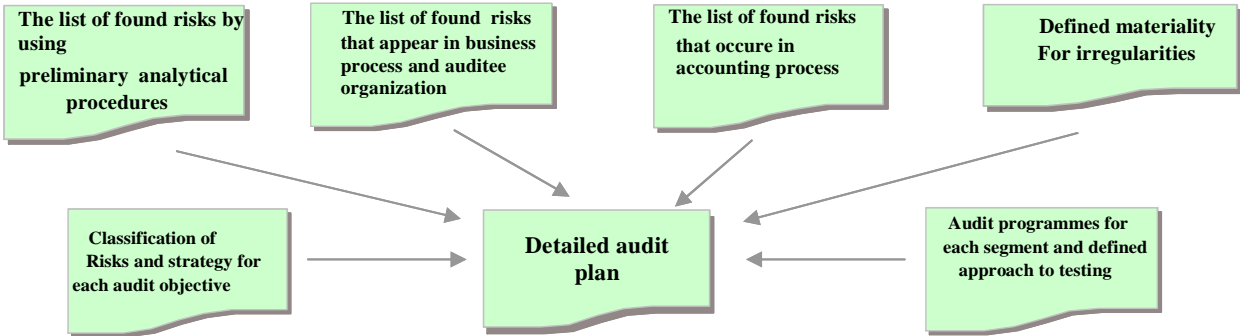 The list of found risks by
using
preliminary analytical
procedures
The list of found risks
that appear in business
process and auditee
organization
The list of found risks
that occure in
accounting process
Defined materiality
For irregularities
Classification of
Risks and strategy for
each audit objective
Detailed audit
plan
Audit programmes for
each segment and defined
approach to testing